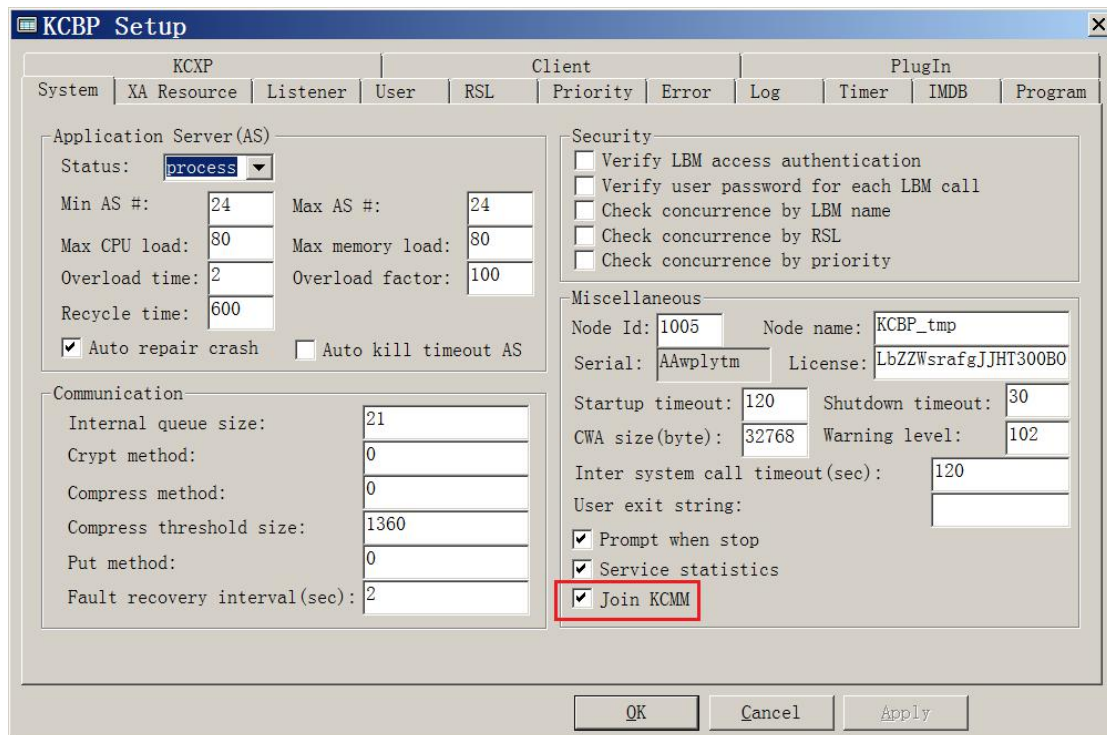 KCBP Setup
KCXP Client PlugIn
System XA Resource Listener User RSL Priority Error Log Timer IMDB Program
Application Server(AS)
Status: process
Min AS #: 24 Max AS #: 24
Max CPU load: 80 Max memory load: 80
Overload time: 2 Overload factor: 100
Recycle time: 600
Auto repair crash Auto kill timeout AS
Communication
Internal queue size: 21
Crypt method: 0
Compress method: 0
Compress threshold size: 1360
Put method: 0
Fault recovery interval(sec): 2
Security
Verify LBM access authentication
Verify user password for each LBM call
Check concurrence by LBM name
Check concurrence by RSL
Check concurrence by priority
Miscellaneous
Node Id: 1005 Node name: KCBP_tmp
Serial: AAwplytm License: LbZZWsrafgJJHT300BO
Startup timeout: 120 Shutdown timeout: 30
CWA size(byte): 32768 Warning level: 102
Inter system call timeout(sec): 120
User exit string:
Prompt when stop
Service statistics
Join KCMM
OK Cancel Apply